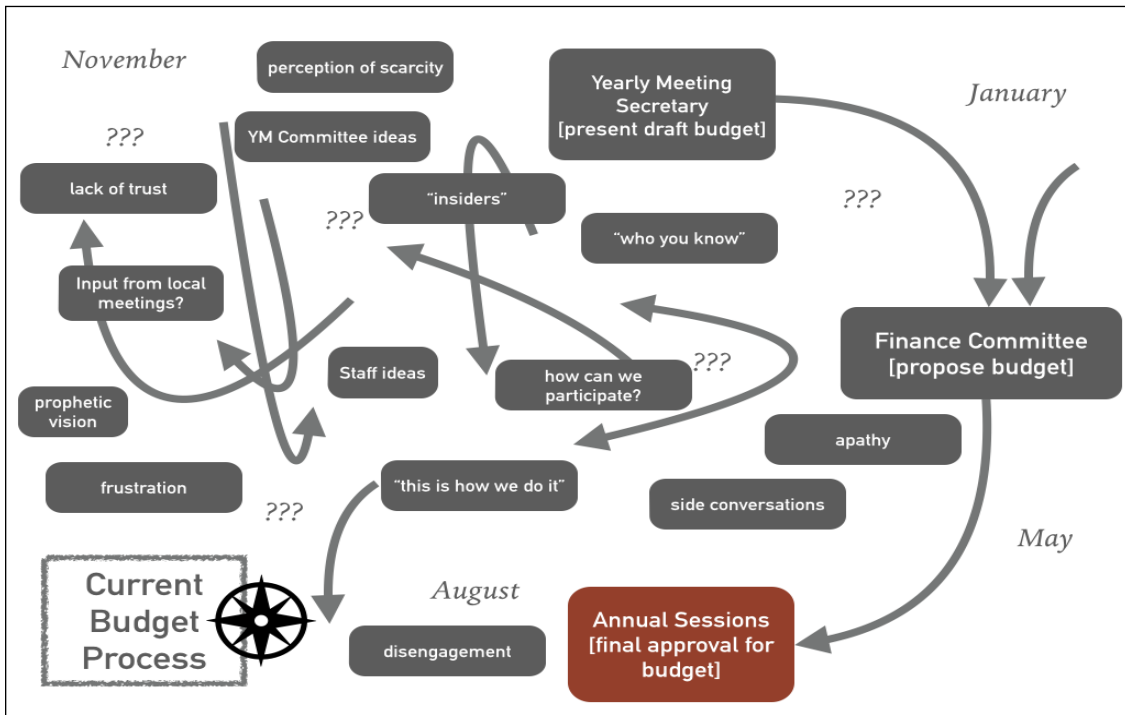 November
perception of scarcity
Yearly Meeting
Secretary
[present draft budget]
January
???
YM Committee ideas
lack of trust
“insiders”
???
???
“who you know”
Input from local
meetings?
Finance Committee
[propose budget]
Staff ideas
how can we
participate?
???
prophetic
vision
apathy
frustration
“this is how we do it”
side conversations
???
May
Current
Budget
Process
August
disengagement
Annual Sessions
[final approval for
budget]